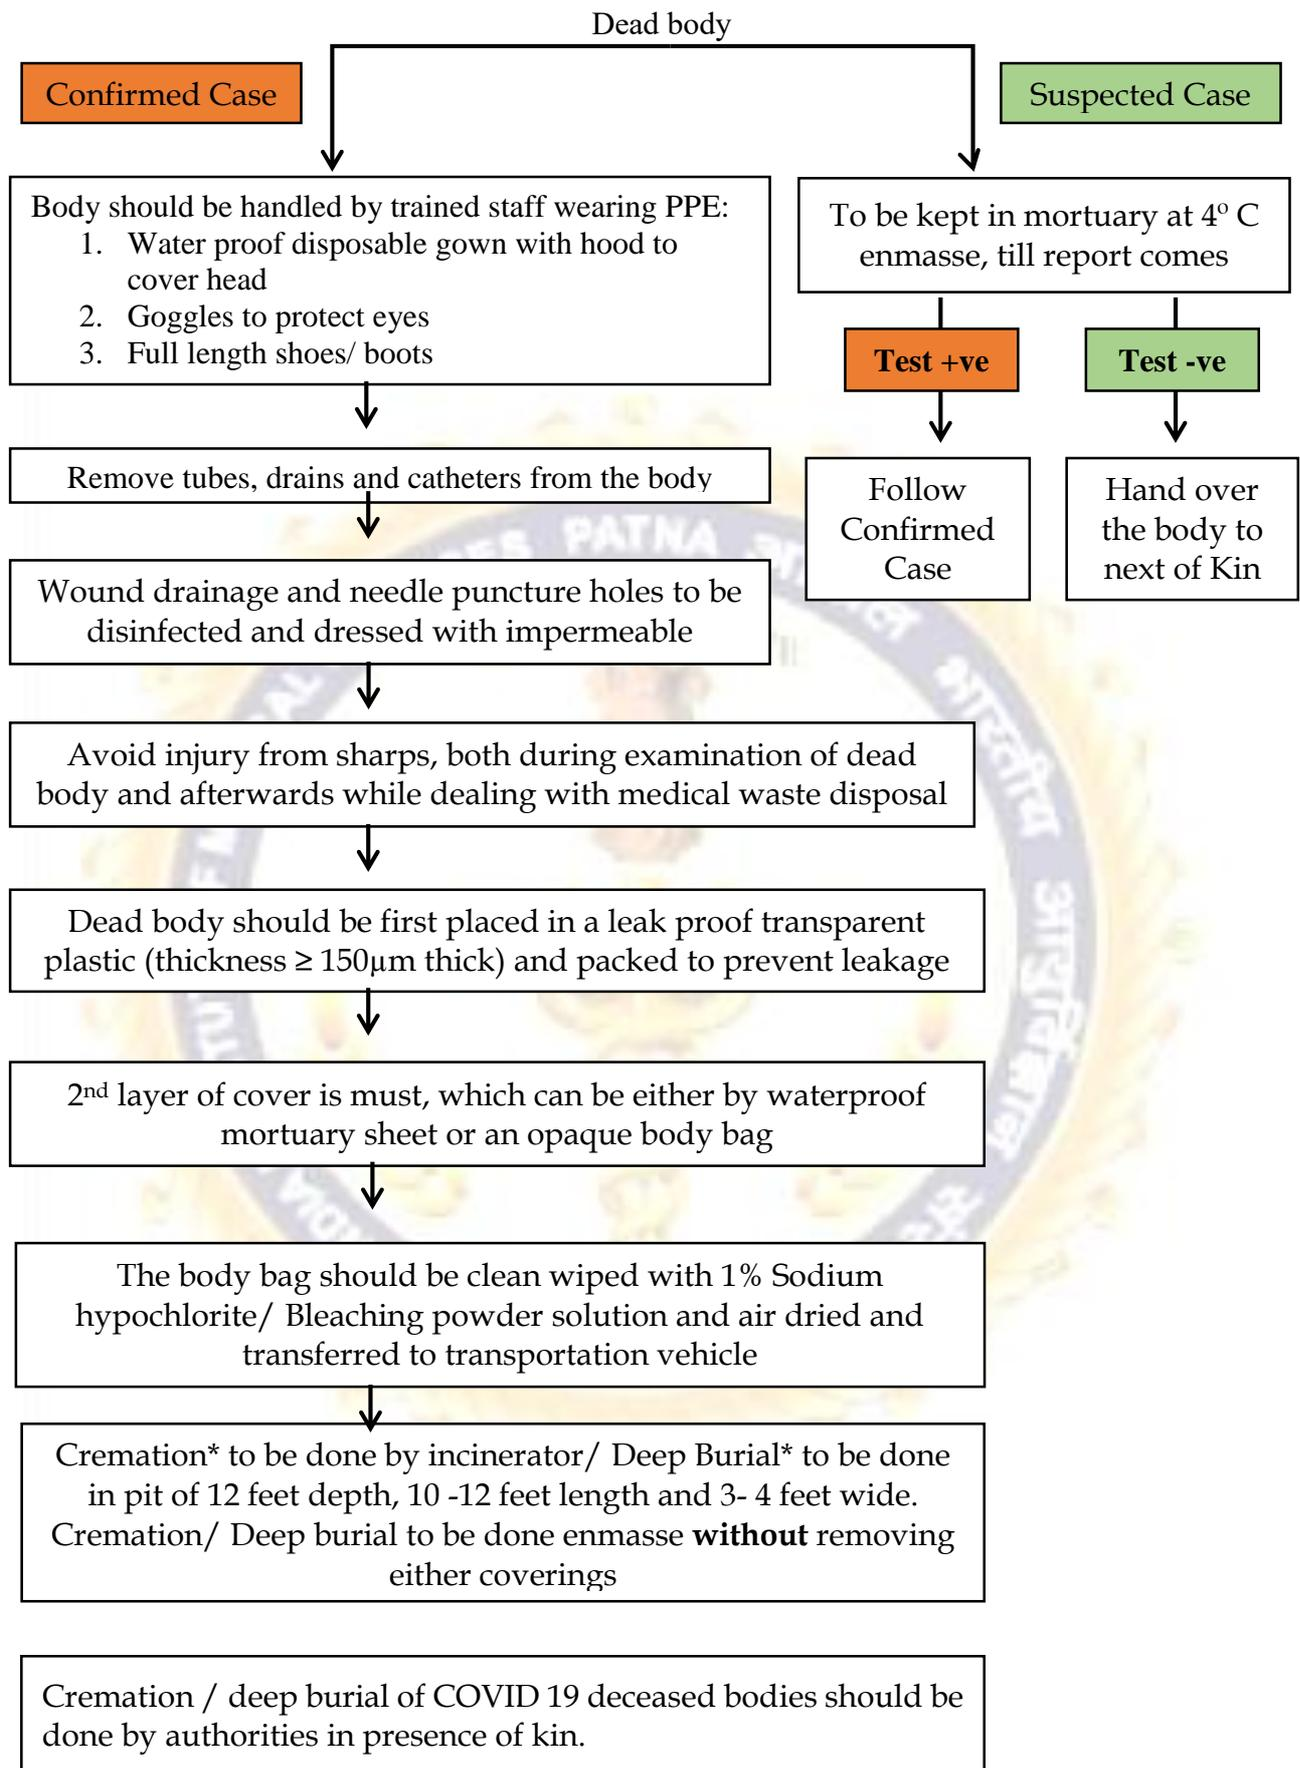 Dead body
Confirmed Case
Suspected Case
Body should be handled by trained staff wearing PPE:
1. Water proof disposable gown with hood to
cover head
2. Goggles to protect eyes
3. Full length shoes/ boots
To be kept in mortuary at 4º C
enmasse, till report comes
Test +ve
Test -ve
Follow
Confirmed
Case
Hand over
the body to
next of Kin
Remove tubes, drains and catheters from the body
Wound drainage and needle puncture holes to be
disinfected and dressed with impermeable
Avoid injury from sharps, both during examination of dead
body and afterwards while dealing with medical waste disposal
Dead body should be first placed in a leak proof transparent
plastic (thickness ≥ 150µm thick) and packed to prevent leakage
2nd layer of cover is must, which can be either by waterproof
mortuary sheet or an opaque body bag
The body bag should be clean wiped with 1% Sodium
hypochlorite/ Bleaching powder solution and air dried and
transferred to transportation vehicle
Cremation* to be done by incinerator/ Deep Burial* to be done
in pit of 12 feet depth, 10 -12 feet length and 3- 4 feet wide.
Cremation/ Deep burial to be done enmasse without removing
either coverings
Cremation / deep burial of COVID 19 deceased bodies should be
done by authorities in presence of kin.
PATNA
भारतीय